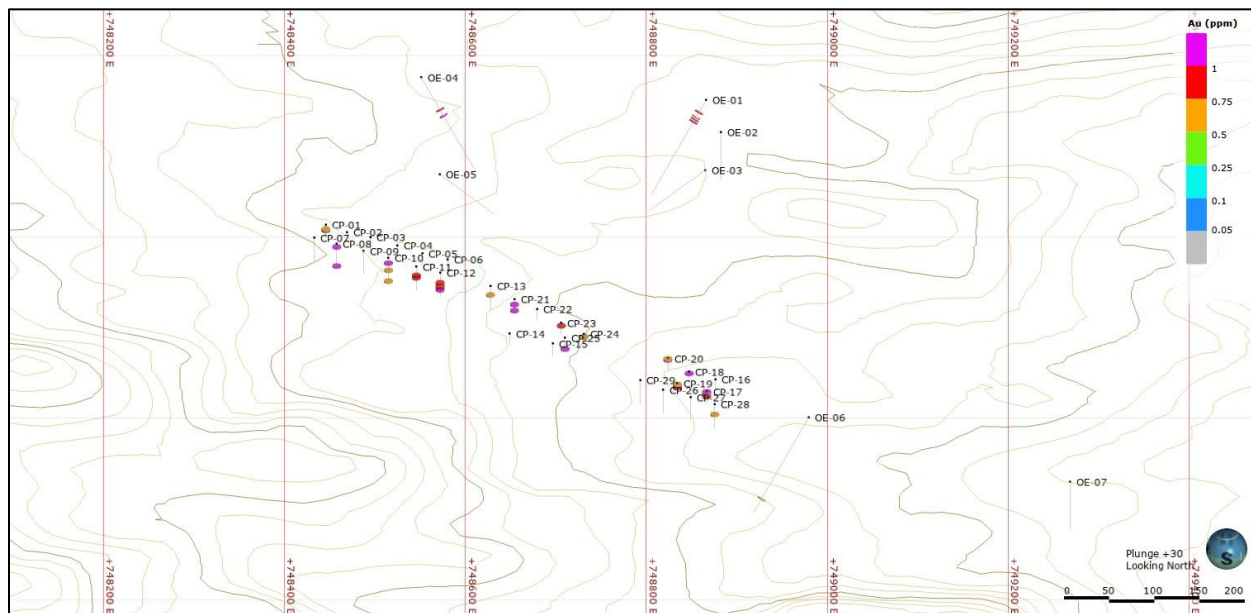 Au (ppm)
1
0.75
0.5
0.25
0.1
0.05
+748200 E
+748400 E
+748600 E
+748800 E
+749000 E
+749200 E
OE-04
OE-01
OE-02
OE-03
OE-05
CP-01
CP-02
CP-03
CP-07
CP-08
CP-04
CP-09
CP-05
CP-10
CP-06
CP-11
CP-12
CP-13
CP-21
CP-22
CP-23
CP-14
CP-24
CP-25
CP-15
CP-20
CP-18
CP-29
CP-19
CP-16
CP-26
CP-17
CP-27
CP-28
OE-06
OE-07
Plunge +30
Looking North
S
0 50 100 150 200
+748200 E
+748400 E
+748600 E
+748800 E
+749000 E
+749200 E